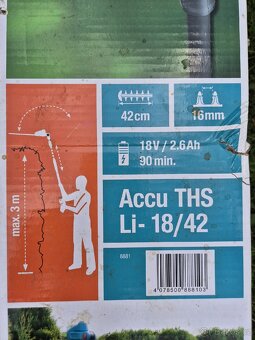 42cm
16mm
18V / 2.6Ah
90 min.
max. 3 m
Accu THS
Li- 18/42
8881
4 078500 888103